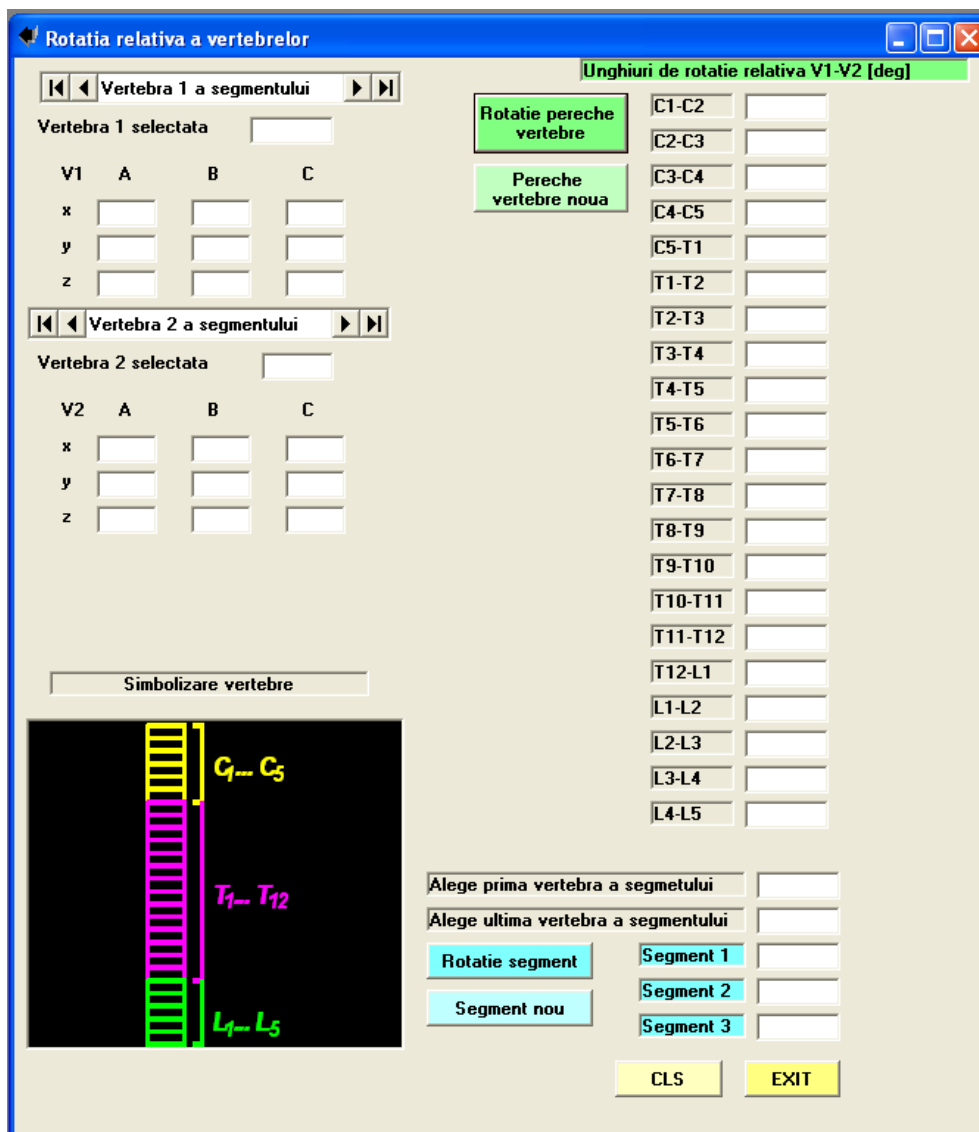 Rotatia relativa a vertebrelor
Vertebra 1 a segmentului
Vertebra 1 selectata
V1 A B C
x
y
z
Vertebra 2 a segmentului
Vertebra 2 selectata
V2 A B C
x
y
z
Simbolizare vertebre
C1... C5
T1... T12
L1... L5
Unghiuri de rotatie relativa V1-V2 [deg]
Rotatie pereche
vertebre
Pereche
vertebre noua
C1-C2
C2-C3
C3-C4
C4-C5
C5-T1
T1-T2
T2-T3
T3-T4
T4-T5
T5-T6
T6-T7
T7-T8
T8-T9
T9-T10
T10-T11
T11-T12
T12-L1
L1-L2
L2-L3
L3-L4
L4-L5
Alege prima vertebra a segmetului
Alege ultima vertebra a segmentului
Rotatie segment
Segment nou
Segment 1
Segment 2
Segment 3
CLS
EXIT